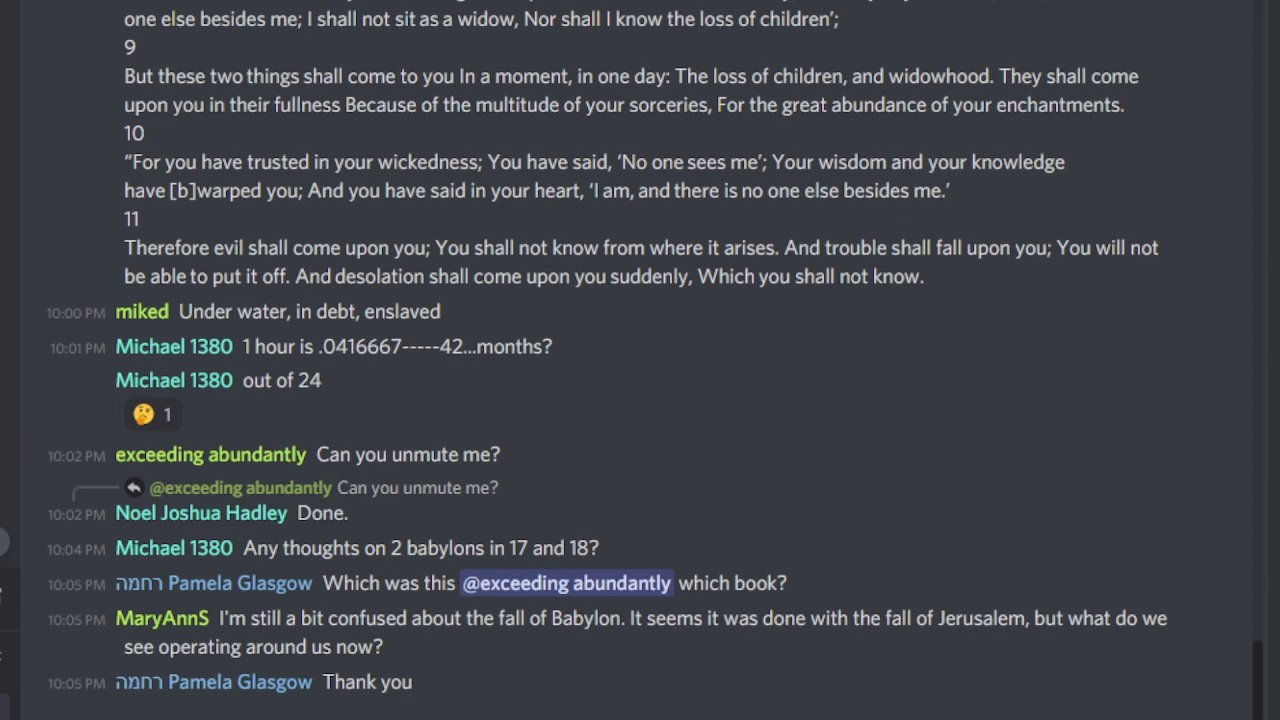 one else besides me; I shall not sit as a widow, Nor shall I know the loss of children’;
9
But these two things shall come to you In a moment, in one day: The loss of children, and widowhood. They shall come
upon you in their fullness Because of the multitude of your sorceries, For the great abundance of your enchantments.
10
“For you have trusted in your wickedness; You have said, ‘No one sees me’; Your wisdom and your knowledge
have [b]warped you; And you have said in your heart, ‘I am, and there is no one else besides me.’
11
Therefore evil shall come upon you; You shall not know from where it arises. And trouble shall fall upon you; You will not
be able to put it off. And desolation shall come upon you suddenly, Which you shall not know.
10:00 PM miked Under water, in debt, enslaved
10:01 PM Michael 1380 1 hour is .0416667-----42...months?
Michael 1380 out of 24
🤔 1
10:02 PM exceeding abundantly Can you unmute me?
@exceeding abundantly Can you unmute me?
10:02 PM Noel Joshua Hadley Done.
10:04 PM Michael 1380 Any thoughts on 2 babylons in 17 and 18?
10:05 PM רחמה Pamela Glasgow Which was this @exceeding abundantly which book?
10:05 PM MaryAnnS I'm still a bit confused about the fall of Babylon. It seems it was done with the fall of Jerusalem, but what do we
see operating around us now?
10:05 PM רחמה Pamela Glasgow Thank you